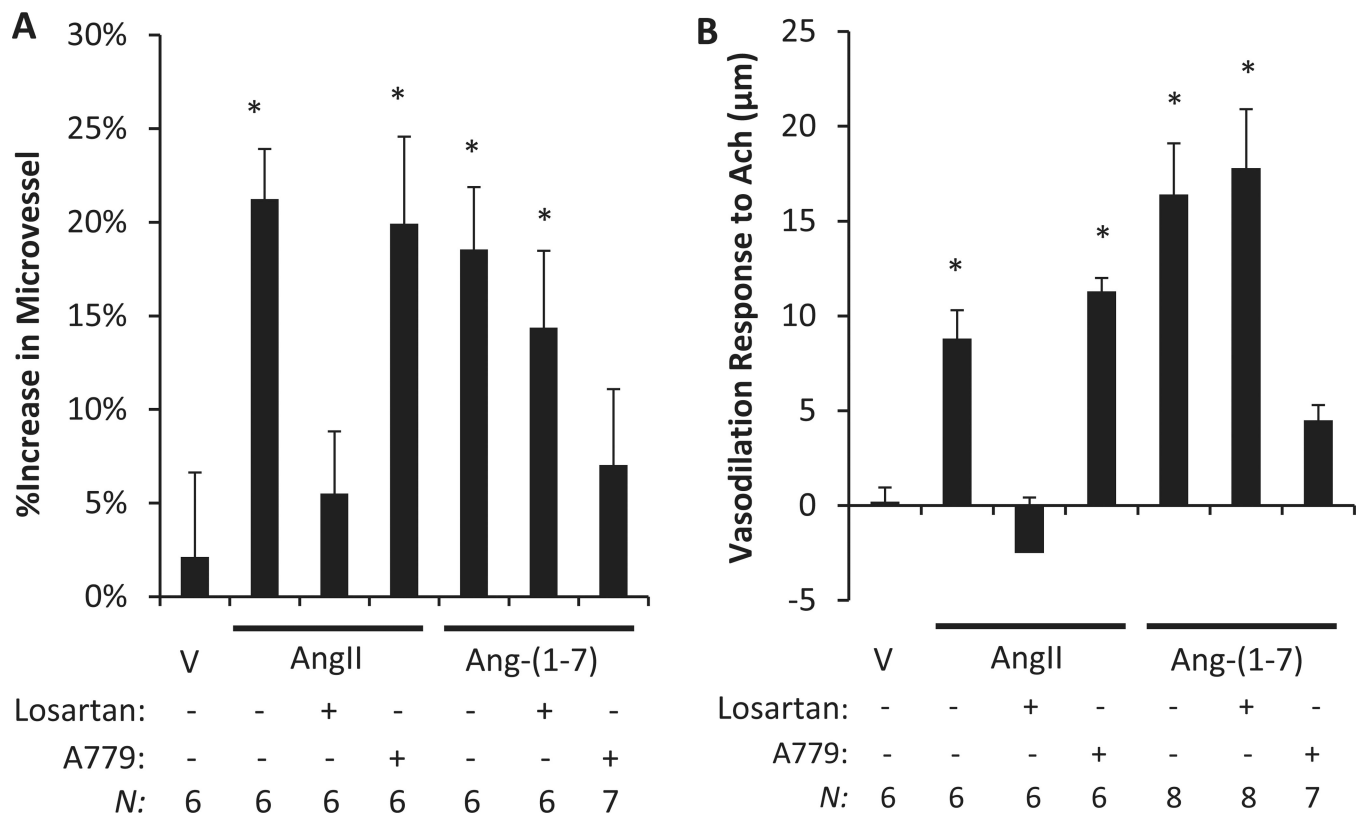 A
%Increase in Microvessel
30%
25%
20%
15%
10%
5%
0%
* * * *
V AngII Ang-(1-7)
Losartan: - - + - - + -
A779: - - - + - - +
N: 6 6 6 6 6 6 7
B
Vasodilation Response to Ach (μm)
25
20
15
10
5
0
-5
* * * *
V AngII Ang-(1-7)
Losartan: - - + - - + -
A779: - - - + - - +
N: 6 6 6 6 8 8 7